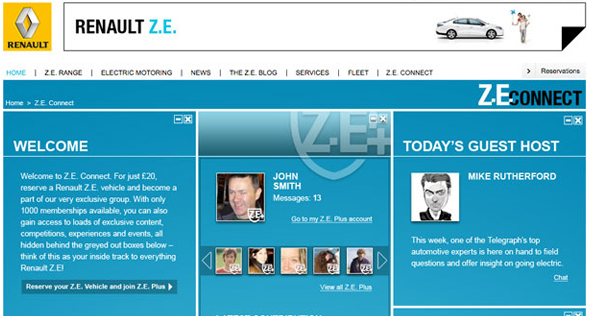 RENAULT
RENAULT Z.E.
HOME | Z.E. RANGE | ELECTRIC MOTORING | NEWS | THE Z.E. BLOG | SERVICES | FLEET | Z.E. CONNECT
> Reservations
Home > Z.E. Connect
Z.E.CONNECT
WELCOME
Welcome to Z.E. Connect. For just £20,
reserve a Renault Z.E. vehicle and become a
part of our very exclusive group. With only
1000 memberships available, you can also
gain access to loads of exclusive content,
competitions, experiences and events, all
hidden behind the greyed out boxes below –
think of this as your inside track to everything
Renault Z.E!
Reserve your Z.E. Vehicle and join Z.E. Plus
Z.E+
JOHN
SMITH
Messages: 13
Z.E
Go to my Z.E. Plus account
View all Z.E. Plus
LATEST CONTRIBUTION
TODAY'S GUEST HOST
MIKE RUTHERFORD
This week, one of the Telegraph's top
automotive experts is here on hand to field
questions and offer insight on going electric.
Chat